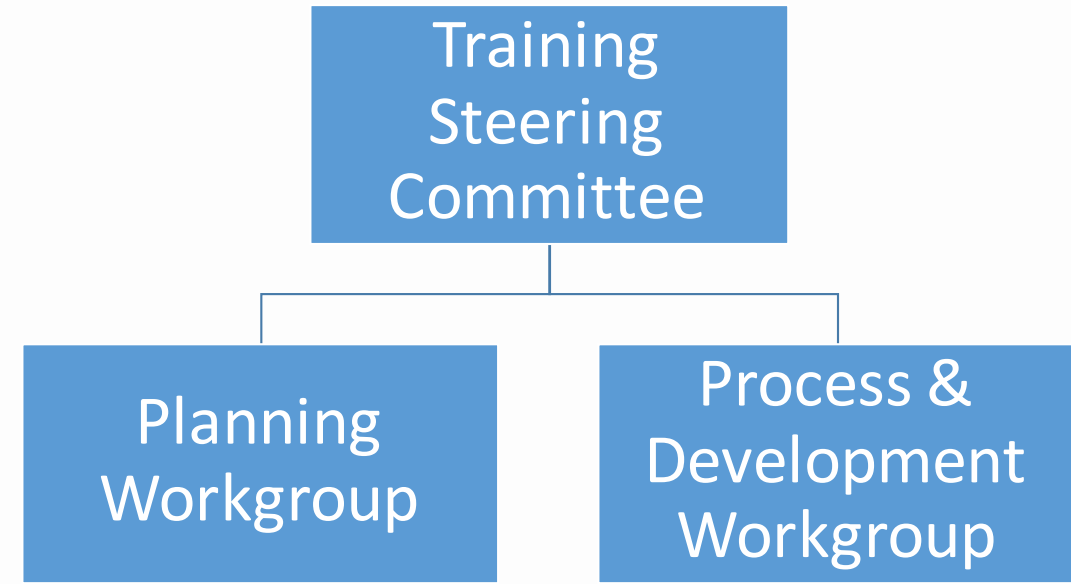 Training
Steering
Committee
Planning
Workgroup
Process &
Development
Workgroup